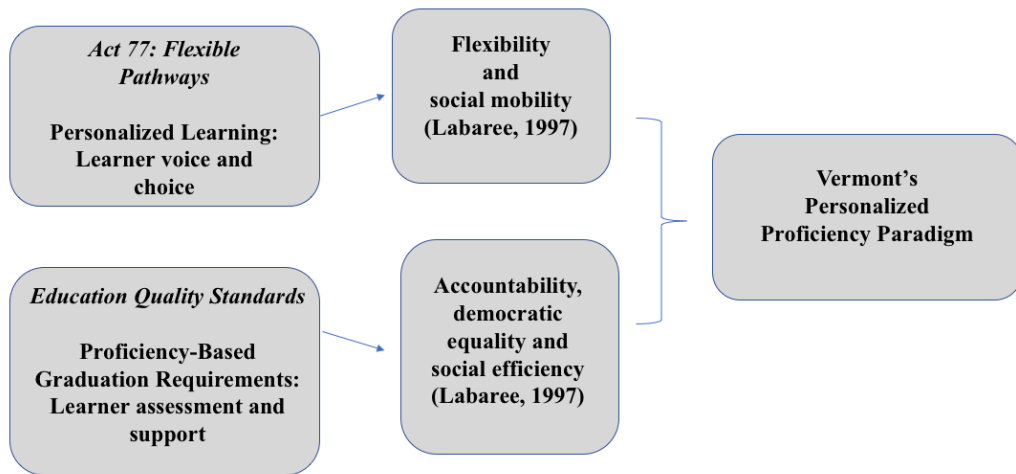 Act 77: Flexible
Pathways
Personalized Learning:
Learner voice and
choice
Flexibility
and
social mobility
(Labaree, 1997)
Education Quality Standards
Proficiency-Based
Graduation Requirements:
Learner assessment and
support
Accountability,
democratic
equality and
social efficiency
(Labaree, 1997)
Vermont’s
Personalized
Proficiency Paradigm